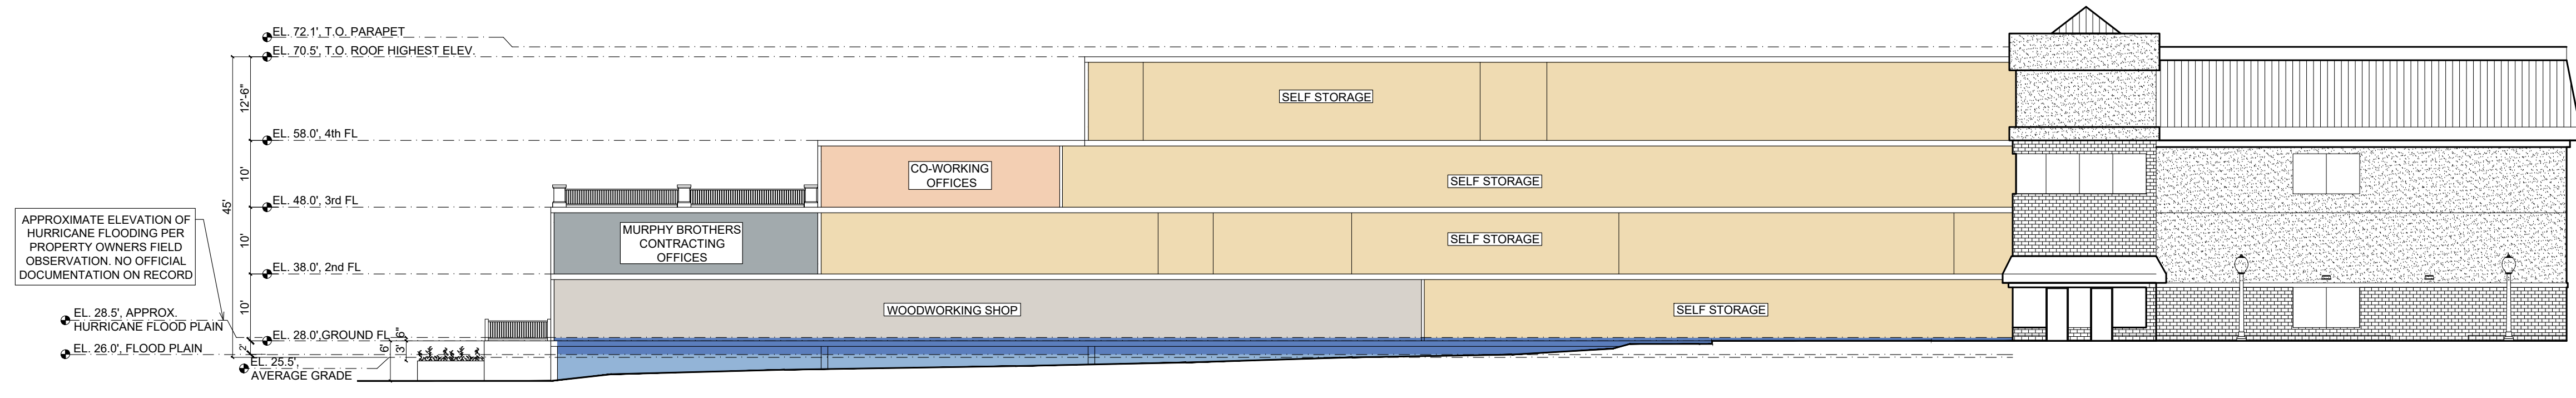 EL. 72.1', T.O. PARAPET
EL. 70.5', T.O. ROOF HIGHEST ELEV.
12'-6"
SELF STORAGE
EL. 58.0', 4th FL
45'
10'
CO-WORKING
OFFICES
SELF STORAGE
EL. 48.0', 3rd FL
APPROXIMATE ELEVATION OF
HURRICANE FLOODING PER
PROPERTY OWNERS FIELD
OBSERVATION. NO OFFICIAL
DOCUMENTATION ON RECORD
10'
MURPHY BROTHERS
CONTRACTING
OFFICES
SELF STORAGE
EL. 38.0', 2nd FL
10'
WOODWORKING SHOP
SELF STORAGE
EL. 28.5', APPROX.
HURRICANE FLOOD PLAIN
EL. 28.0' GROUND FL.
EL. 26.0', FLOOD PLAIN
2'
6'
3' 6"
EL. 25.5',
AVERAGE GRADE